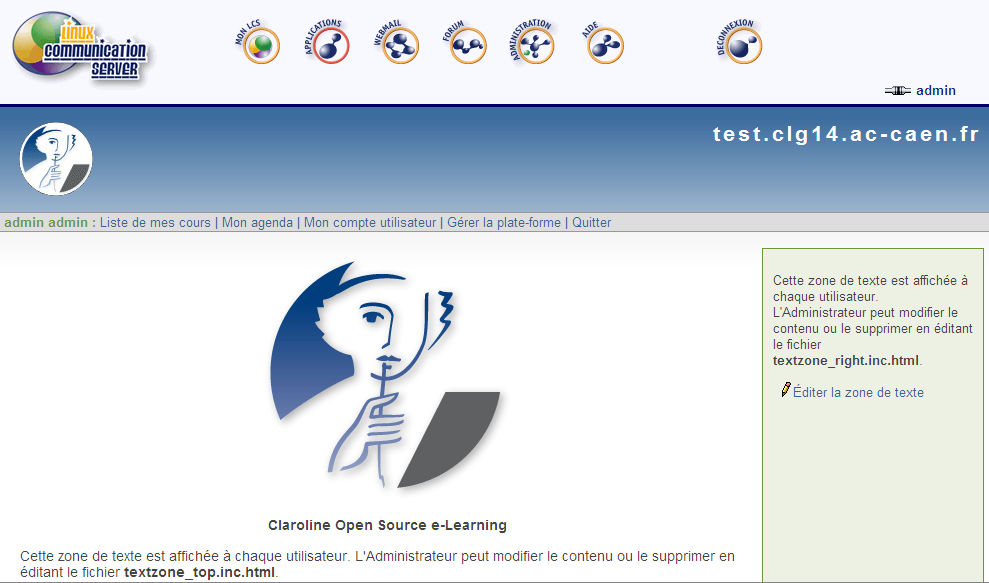 Linux
communication
SERVER
MON LCS
APPLICATIONS
WEBMAIL
FORUM
ADMINISTRATION
AIDE
DECONNEXION
admin
test.clg14.ac-caen.fr
admin admin : Liste de mes cours | Mon agenda | Mon compte utilisateur | Gérer la plate-forme | Quitter
Claroline Open Source e-Learning
Cette zone de texte est affichée à chaque utilisateur. L'Administrateur peut modifier le contenu ou le supprimer en
éditant le fichier textzone_top.inc.html.
Cette zone de texte est affichée à
chaque utilisateur.
L'Administrateur peut modifier le
contenu ou le supprimer en éditant
le fichier
textzone_right.inc.html.
Éditer la zone de texte